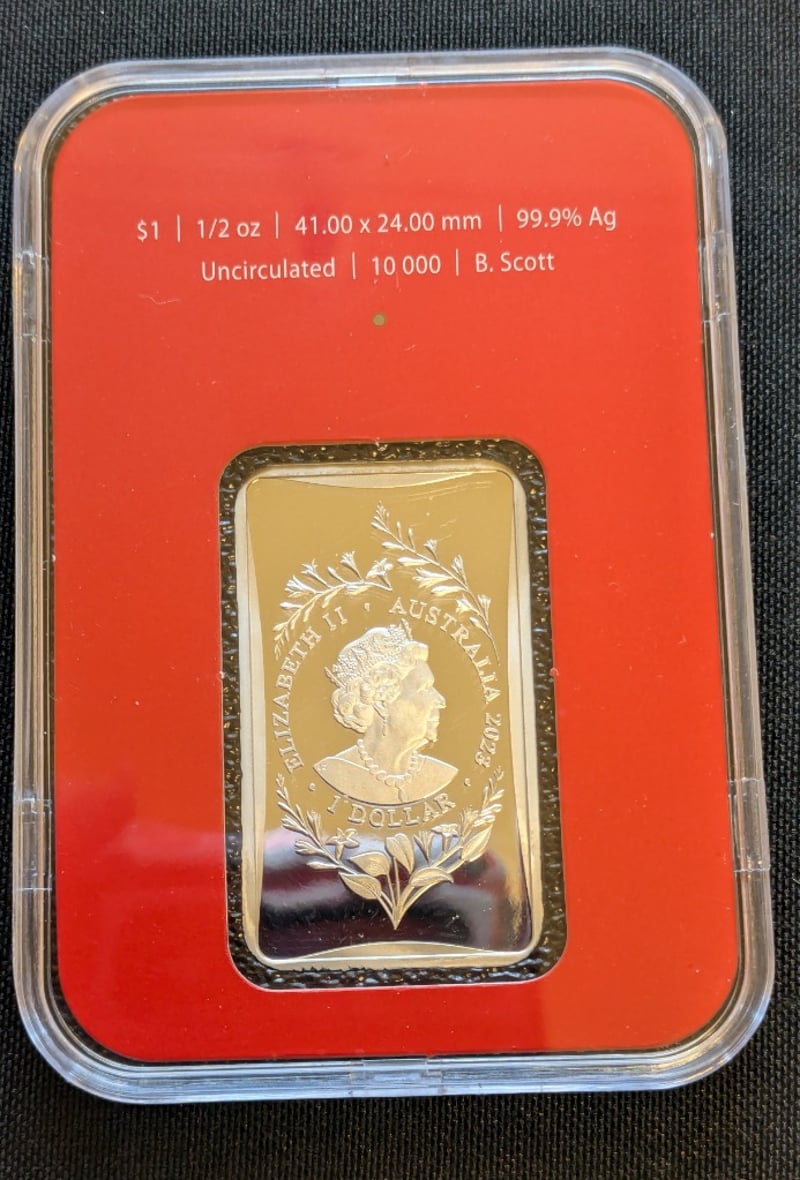 $1 | 1/2 oz | 41.00 x 24.00 mm | 99.9% Ag
Uncirculated | 10 000 | B. Scott
ELIZABETH II • AUSTRALIA 2023
• 1 DOLLAR •